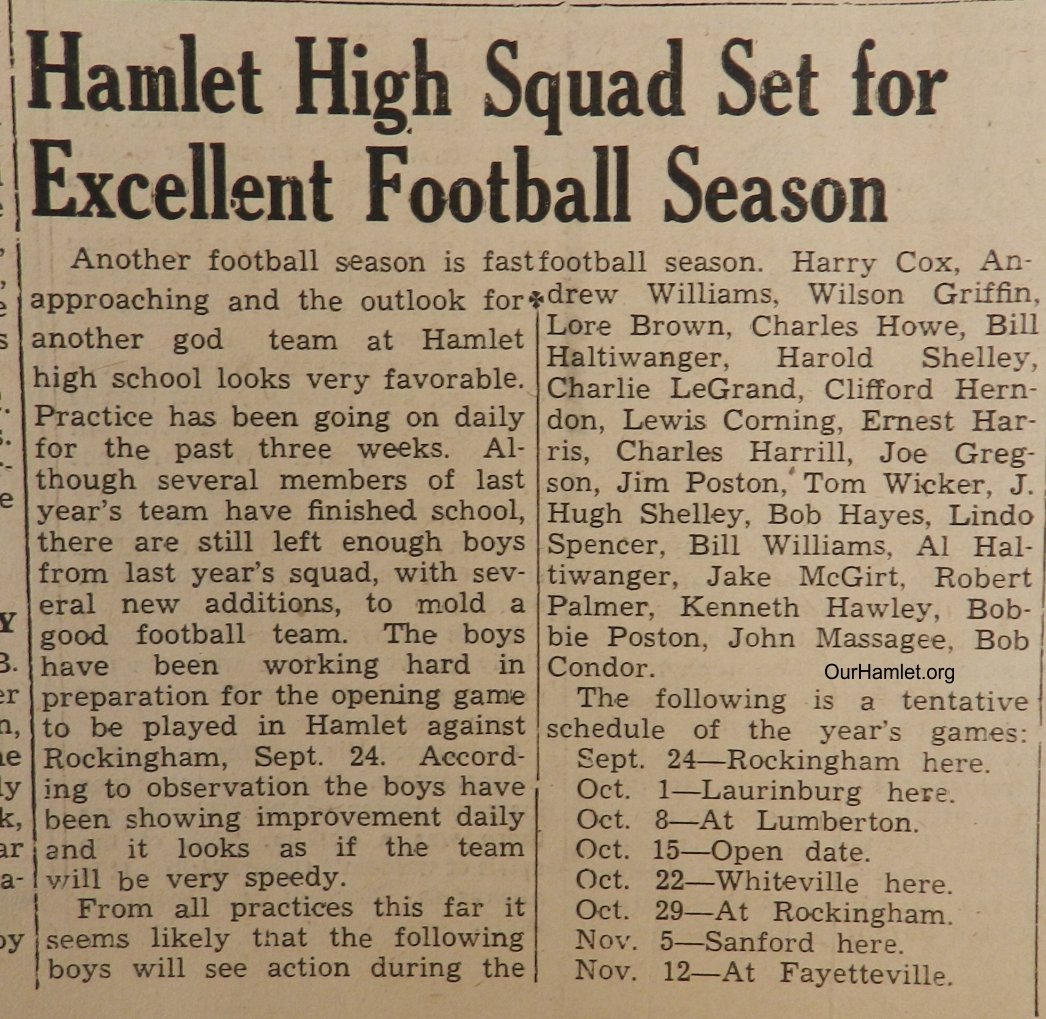 Hamlet High Squad Set for
Excellent Football Season
Another football season is fast
approaching and the outlook for
another god team at Hamlet
high school looks very favorable.
Practice has been going on daily
for the past three weeks. Al-
though several members of last
year's team have finished school,
there are still left enough boys
from last year's squad, with sev-
eral new additions, to mold a
good football team. The boys
have been working hard in
preparation for the opening game
to be played in Hamlet against
Rockingham, Sept. 24. Accord-
ing to observation the boys have
been showing improvement daily
and it looks as if the team
will be very speedy.
From all practices this far it
seems likely that the following
boys will see action during the
football season. Harry Cox, An-
drew Williams, Wilson Griffin,
Lore Brown, Charles Howe, Bill
Haltiwanger, Harold Shelley,
Charlie LeGrand, Clifford Hern-
don, Lewis Corning, Ernest Har-
ris, Charles Harrill, Joe Greg-
son, Jim Poston, Tom Wicker, J.
Hugh Shelley, Bob Hayes, Lindo
Spencer, Bill Williams, Al Hal-
tiwanger, Jake McGirt, Robert
Palmer, Kenneth Hawley, Bob-
bie Poston, John Massagee, Bob
Condor.
OurHamlet.org
The following is a tentative
schedule of the year's games:
Sept. 24—Rockingham here.
Oct. 1—Laurinburg here.
Oct. 8—At Lumberton.
Oct. 15—Open date.
Oct. 22—Whiteville here.
Oct. 29—At Rockingham.
Nov. 5—Sanford here.
Nov. 12—At Fayetteville.